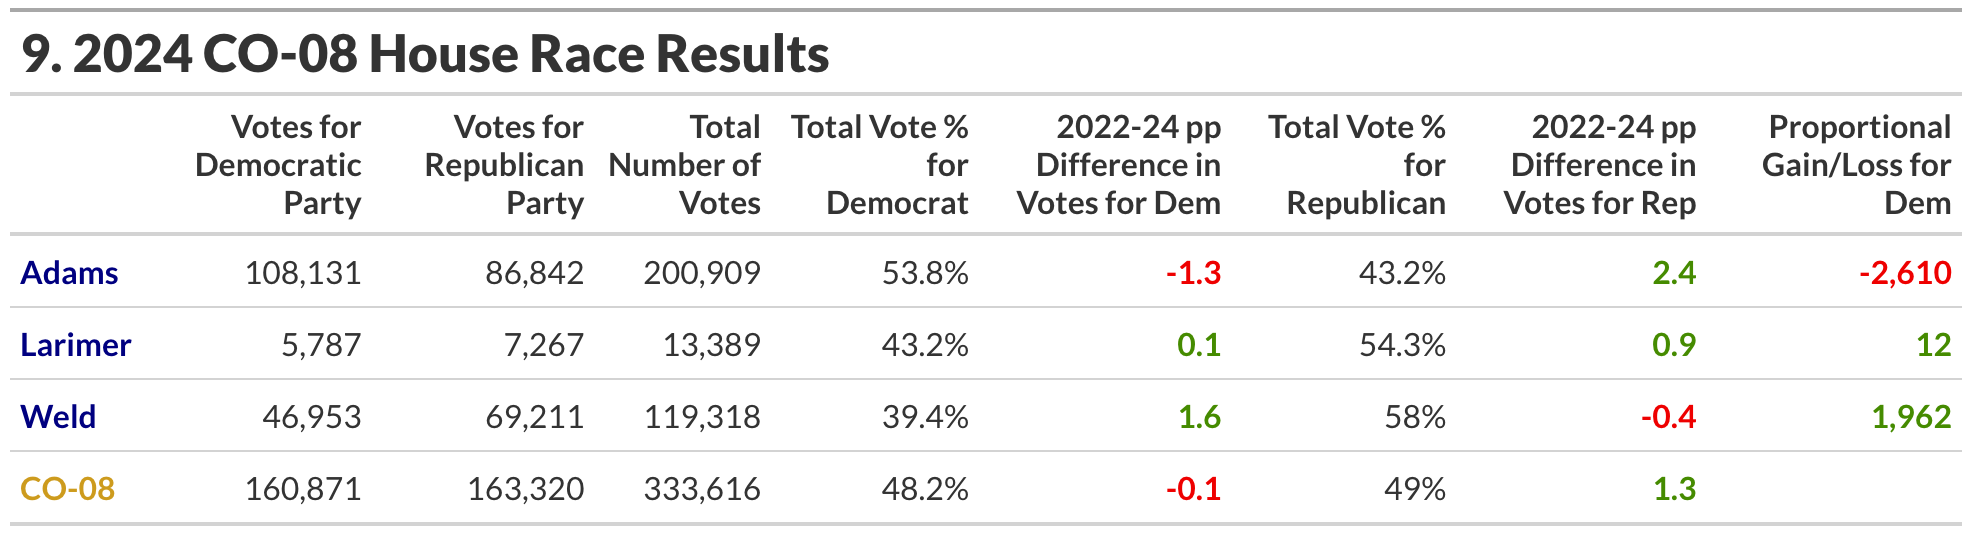 9. 2024 CO-08 House Race Results
Votes for Democratic Party Votes for Republican Party Total Number of Votes Total Vote % for Democrat 2022-24 pp Difference in Votes for Dem Total Vote % for Republican 2022-24 pp Difference in Votes for Rep Proportional Gain/Loss for Dem
Adams 108,131 86,842 200,909 53.8% -1.3 43.2% 2.4 -2,610
Larimer 5,787 7,267 13,389 43.2% 0.1 54.3% 0.9 12
Weld 46,953 69,211 119,318 39.4% 1.6 58% -0.4 1,962
CO-08 160,871 163,320 333,616 48.2% -0.1 49% 1.3